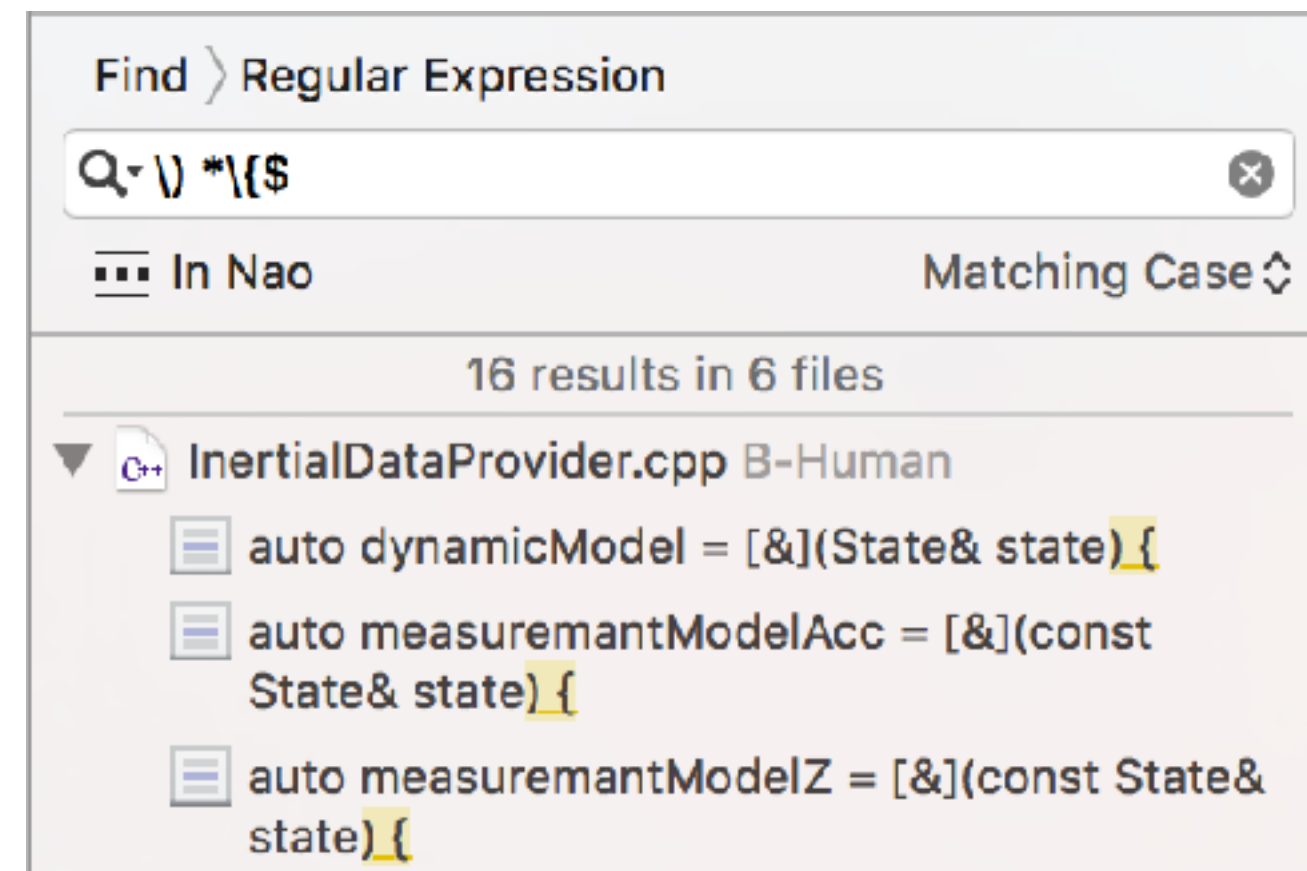 Find 〉Regular Expression
\) *\{$
In Nao Matching Case
16 results in 6 files
C++ InertialDataProvider.cpp B-Human
auto dynamicModel = [&](State& state) {
auto measuremantModelAcc = [&](const
State& state) {
auto measuremantModelZ = [&](const State&
state) {